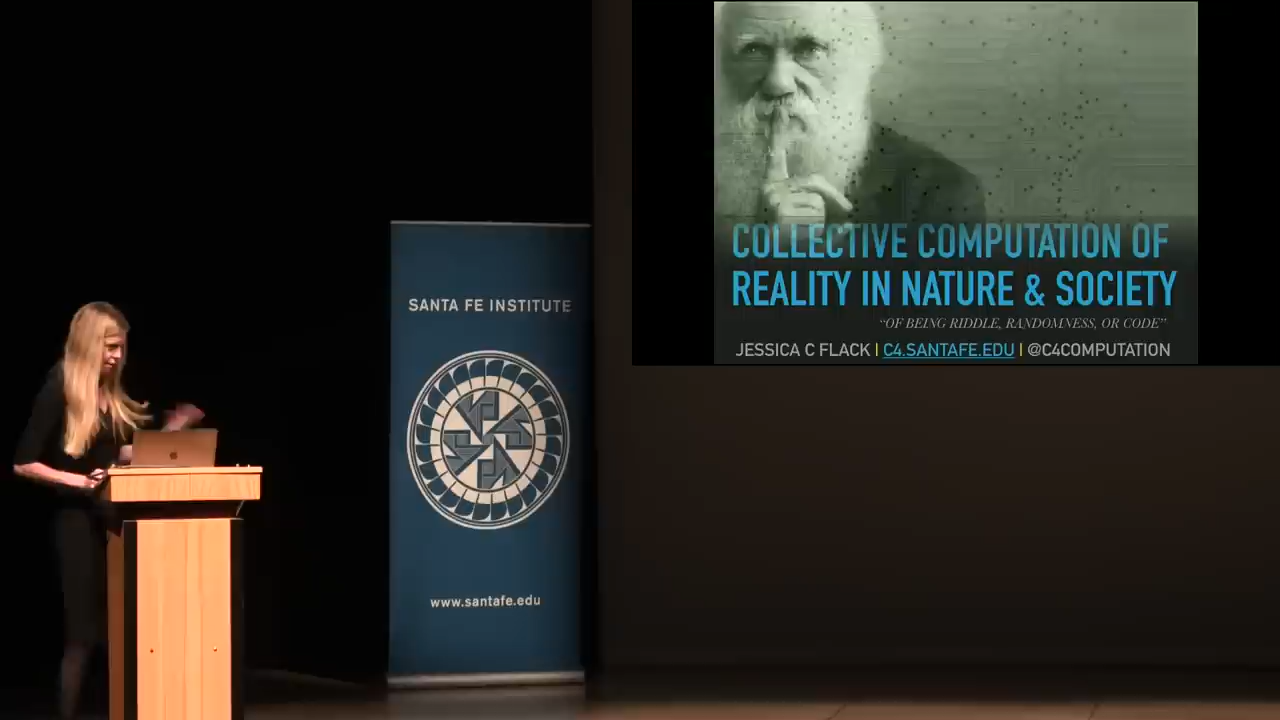 COLLECTIVE COMPUTATION OF
REALITY IN NATURE & SOCIETY
“OF BEING RIDDLE, RANDOMNESS, OR CODE”
JESSICA C FLACK | C4.SANTAFE.EDU | @C4COMPUTATION
SANTA FE INSTITUTE
www.santafe.edu